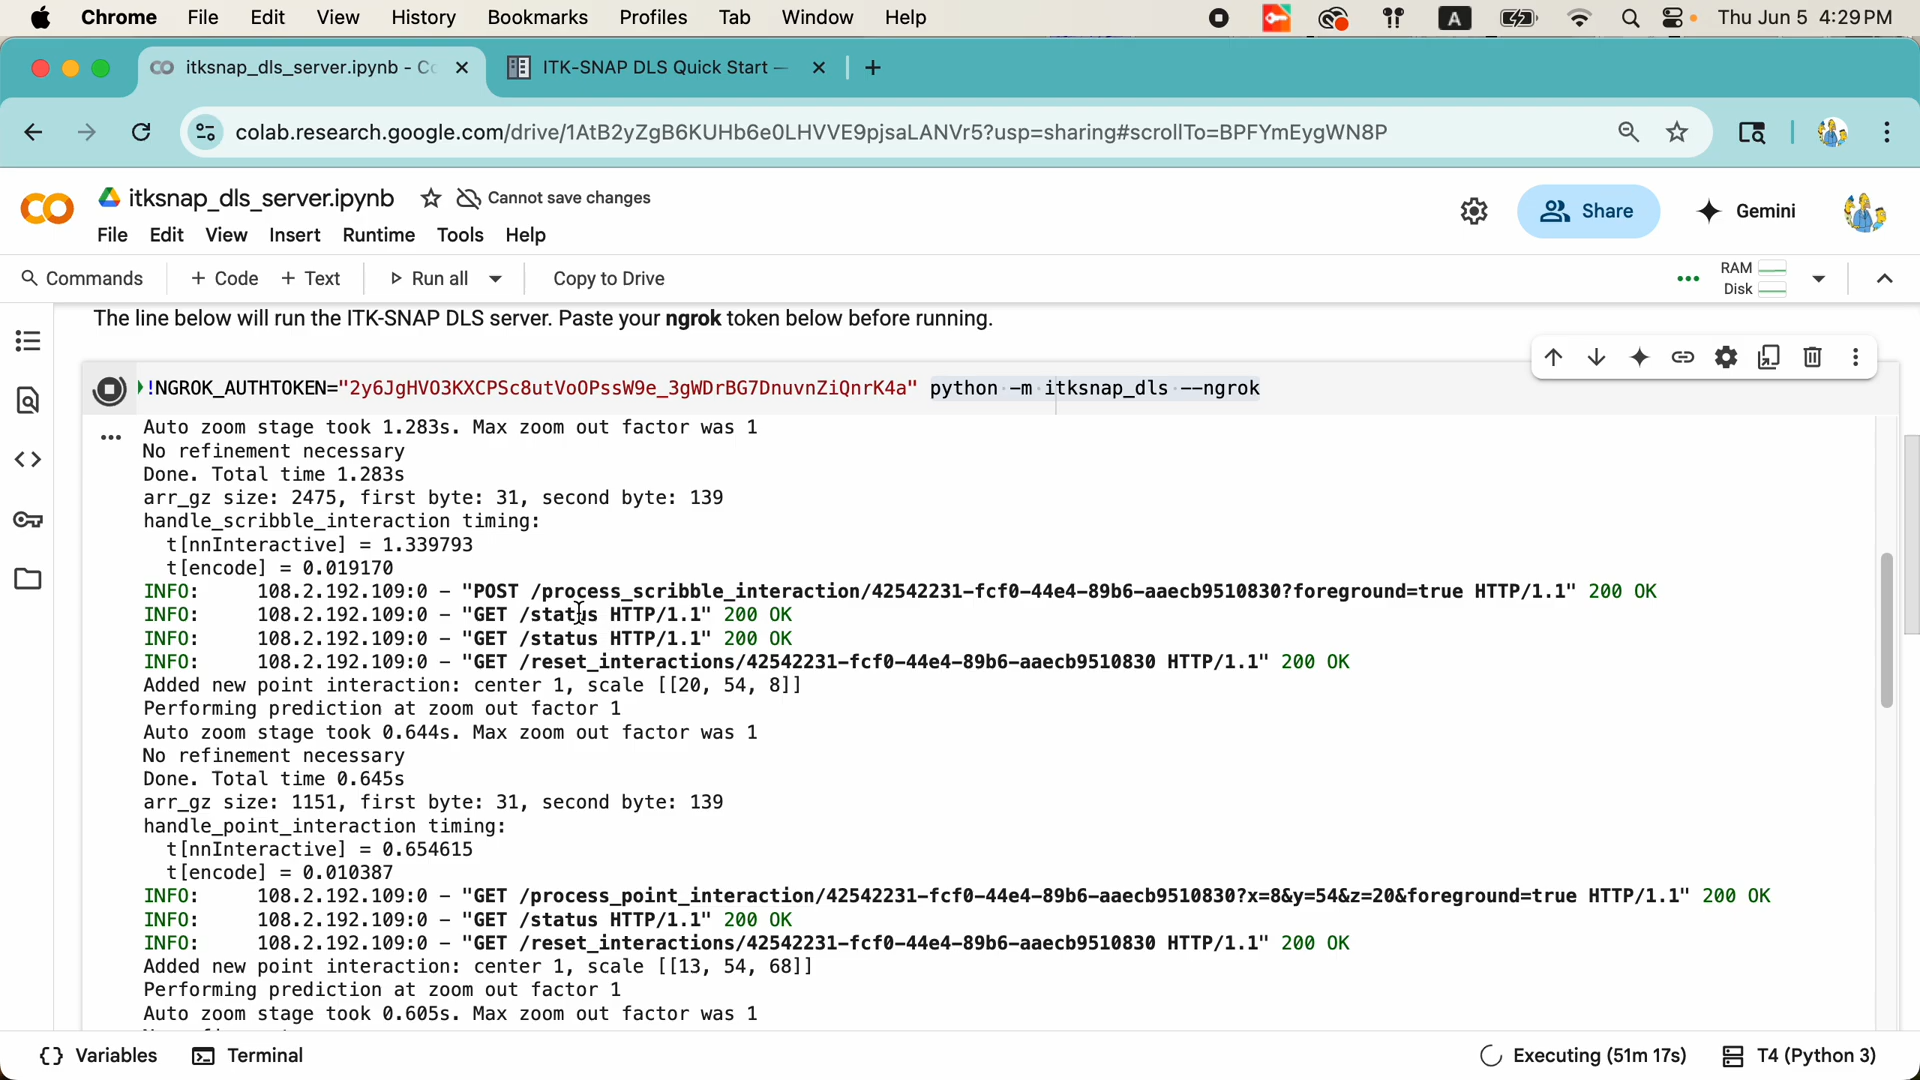 Chrome File Edit View History Bookmarks Profiles Tab Window Help A Thu Jun 5 4:29 PM
itksnap_dls_server.ipynb - Co ITK-SNAP DLS Quick Start —
colab.research.google.com/drive/1AtB2yZgB6KUHb6e0LHVVE9pjsaLANVr5?usp=sharing#scrollTo=BPFYmEygWN8P
itksnap_dls_server.ipynb Cannot save changes
Share Gemini
File Edit View Insert Runtime Tools Help
Commands + Code + Text Run all Copy to Drive
RAM
Disk
The line below will run the ITK-SNAP DLS server. Paste your ngrok token below before running.
!NGROK_AUTHTOKEN="2y6JgHVO3KXCPSc8utVoOPssW9e_3gWDrBG7DnuvnZiQnrK4a" python -m itksnap_dls --ngrok
Auto zoom stage took 1.283s. Max zoom out factor was 1
No refinement necessary
Done. Total time 1.283s
arr_gz size: 2475, first byte: 31, second byte: 139
handle_scribble_interaction timing:
t[nnInteractive] = 1.339793
t[encode] = 0.019170
INFO: 108.2.192.109:0 - "POST /process_scribble_interaction/42542231-fcf0-44e4-89b6-aaecb9510830?foreground=true HTTP/1.1" 200 OK
INFO: 108.2.192.109:0 - "GET /status HTTP/1.1" 200 OK
INFO: 108.2.192.109:0 - "GET /status HTTP/1.1" 200 OK
INFO: 108.2.192.109:0 - "GET /reset_interactions/42542231-fcf0-44e4-89b6-aaecb9510830 HTTP/1.1" 200 OK
Added new point interaction: center 1, scale [[20, 54, 8]]
Performing prediction at zoom out factor 1
Auto zoom stage took 0.644s. Max zoom out factor was 1
No refinement necessary
Done. Total time 0.645s
arr_gz size: 1151, first byte: 31, second byte: 139
handle_point_interaction timing:
t[nnInteractive] = 0.654615
t[encode] = 0.010387
INFO: 108.2.192.109:0 - "GET /process_point_interaction/42542231-fcf0-44e4-89b6-aaecb9510830?x=8&y=54&z=20&foreground=true HTTP/1.1" 200 OK
INFO: 108.2.192.109:0 - "GET /status HTTP/1.1" 200 OK
INFO: 108.2.192.109:0 - "GET /reset_interactions/42542231-fcf0-44e4-89b6-aaecb9510830 HTTP/1.1" 200 OK
Added new point interaction: center 1, scale [[13, 54, 68]]
Performing prediction at zoom out factor 1
Auto zoom stage took 0.605s. Max zoom out factor was 1
Variables Terminal Executing (51m 17s) T4 (Python 3)